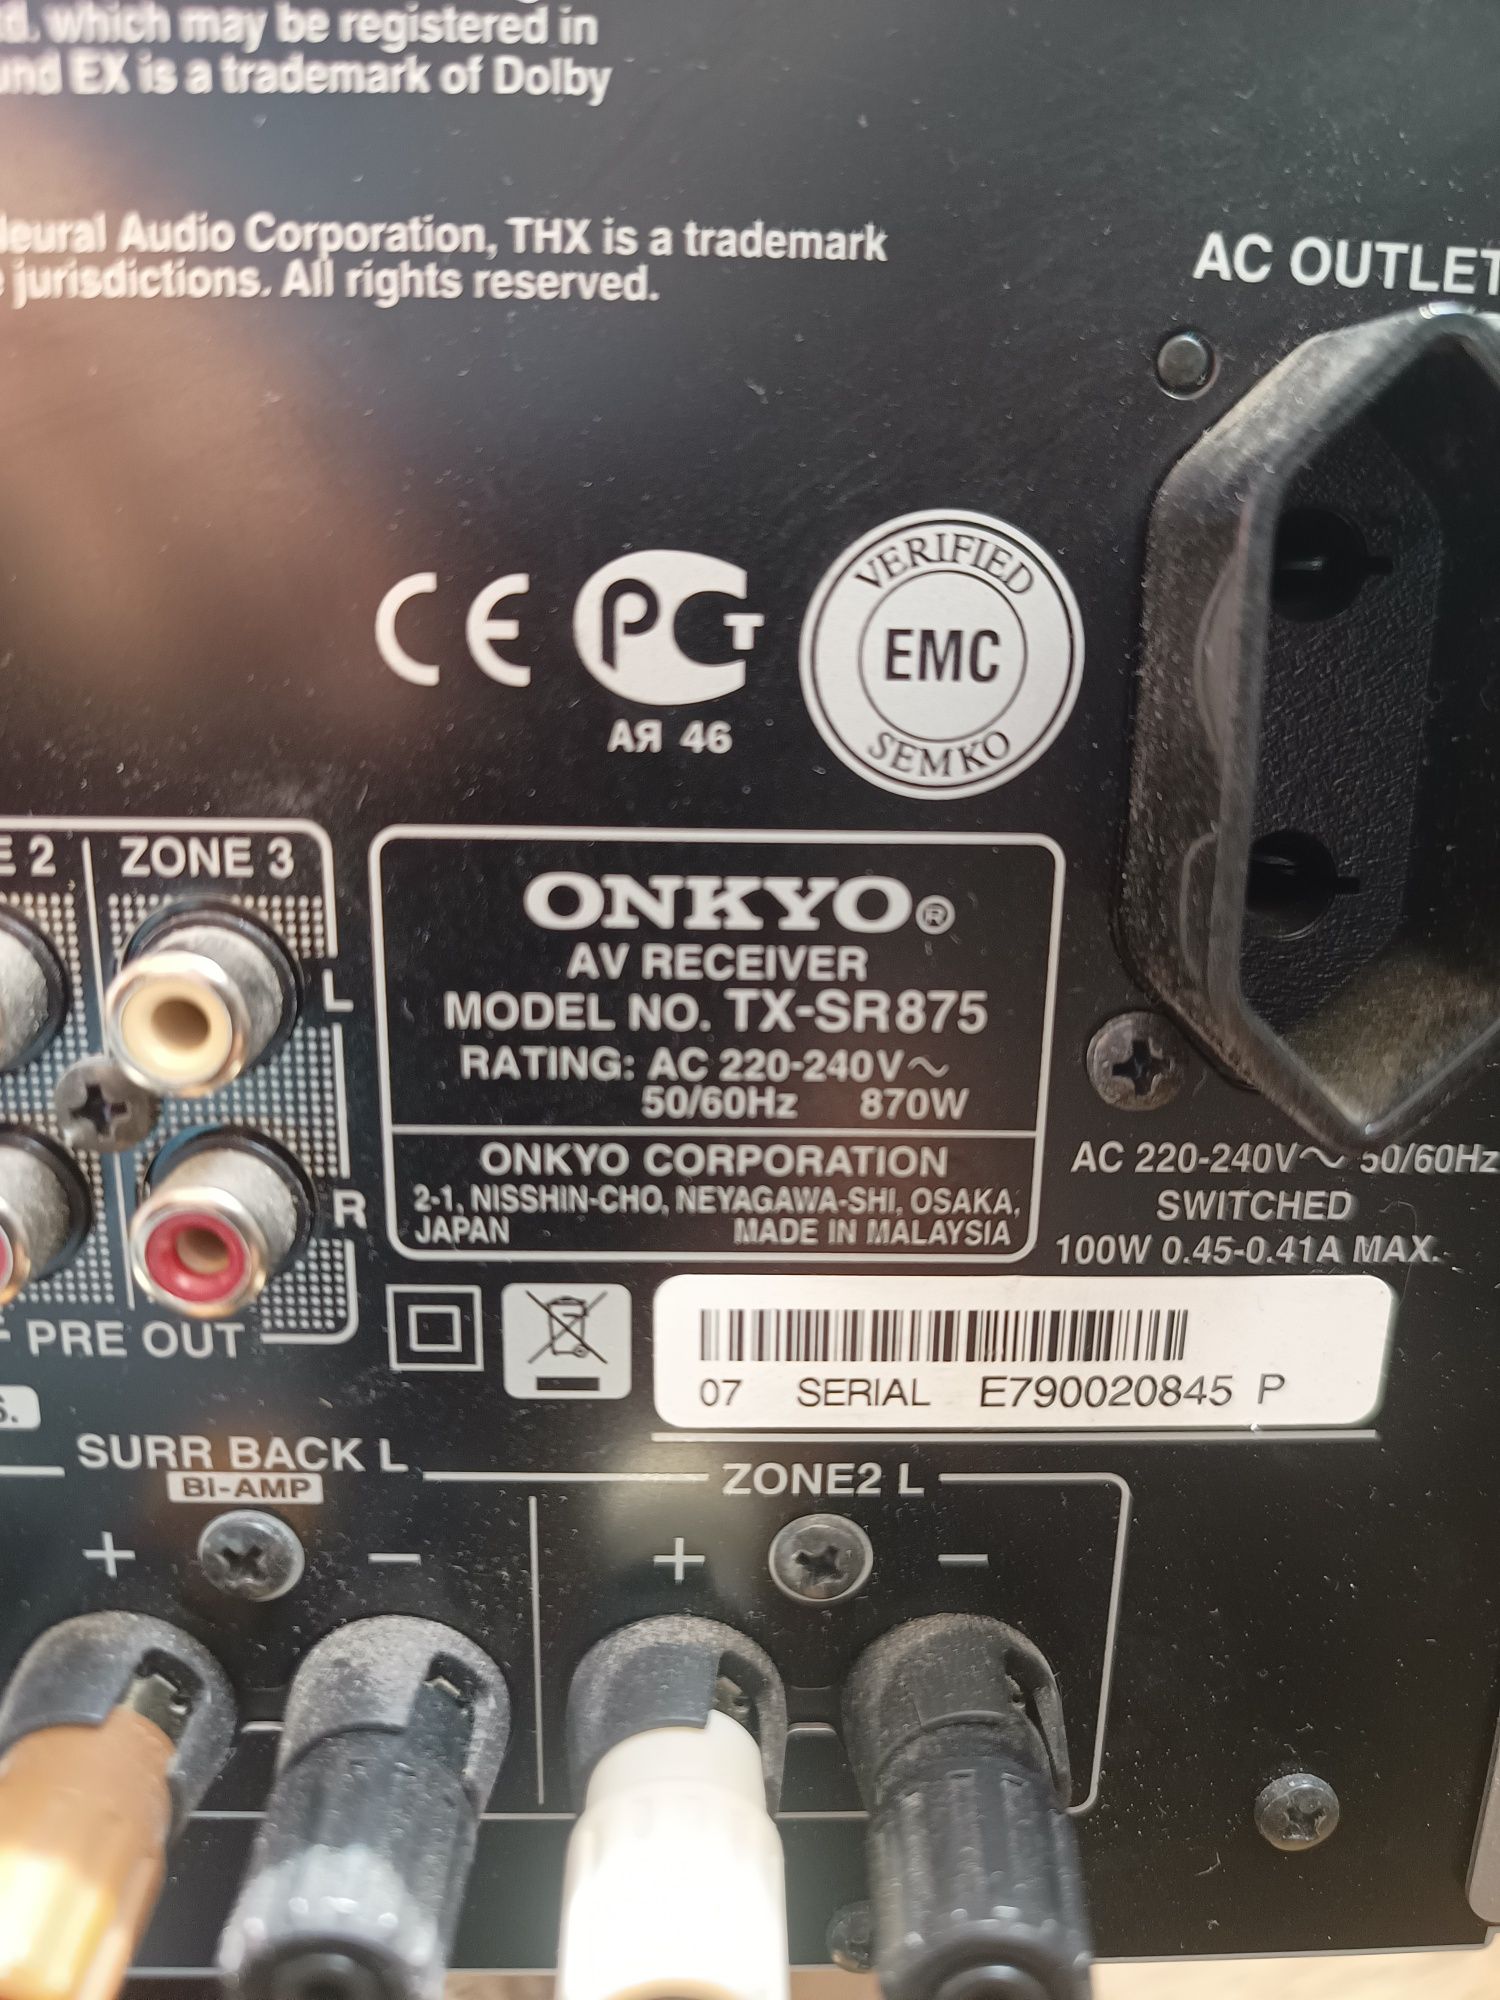 d. which may be registered in
und EX is a trademark of Dolby
Neural Audio Corporation, THX is a trademark
e jurisdictions. All rights reserved.
AC OUTLET
CE
PCT
АЯ 46
VERIFIED
EMC
SEMKO
E 2
ZONE 3
L
R
PRE OUT
ONKYO®
AV RECEIVER
MODEL NO. TX-SR875
RATING: AC 220-240V～
50/60Hz 870W
ONKYO CORPORATION
2-1, NISSHIN-CHO, NEYAGAWA-SHI, OSAKA,
JAPAN MADE IN MALAYSIA
AC 220-240V～ 50/60Hz
SWITCHED
100W 0.45-0.41A MAX.
07 SERIAL E790020845 P
S.
SURR BACK L
BI-AMP
ZONE2 L
+ − + −